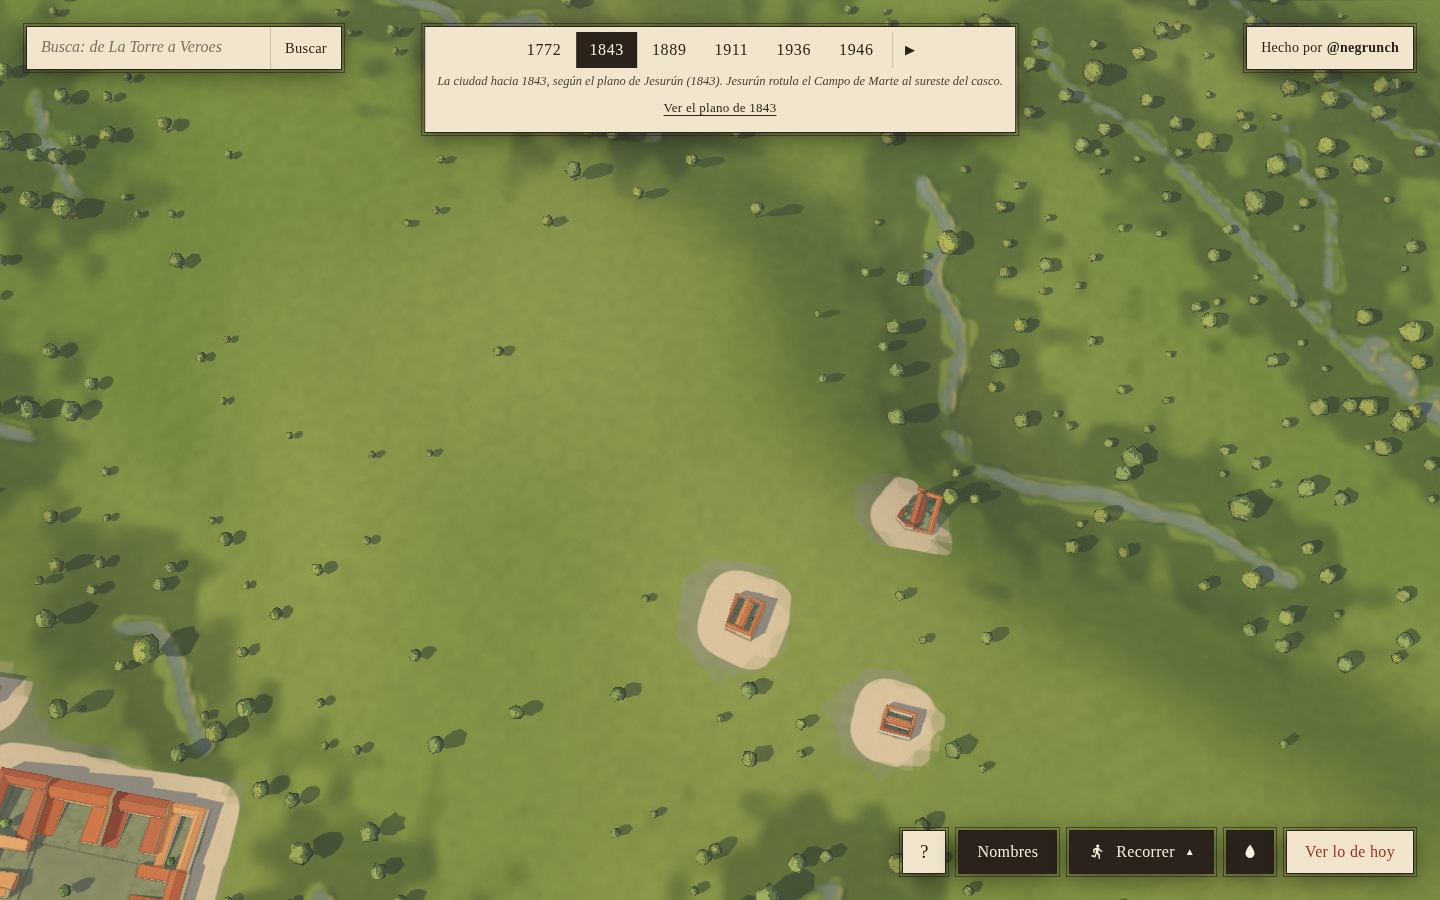 Busca: de La Torre a Veroes
Buscar
1772 1843 1889 1911 1936 1946 ▶
La ciudad hacia 1843, según el plano de Jesurún (1843). Jesurún rotula el Campo de Marte al sureste del casco.
Ver el plano de 1843
Hecho por @negrunch
? Nombres Recorrer ▲ Ver lo de hoy